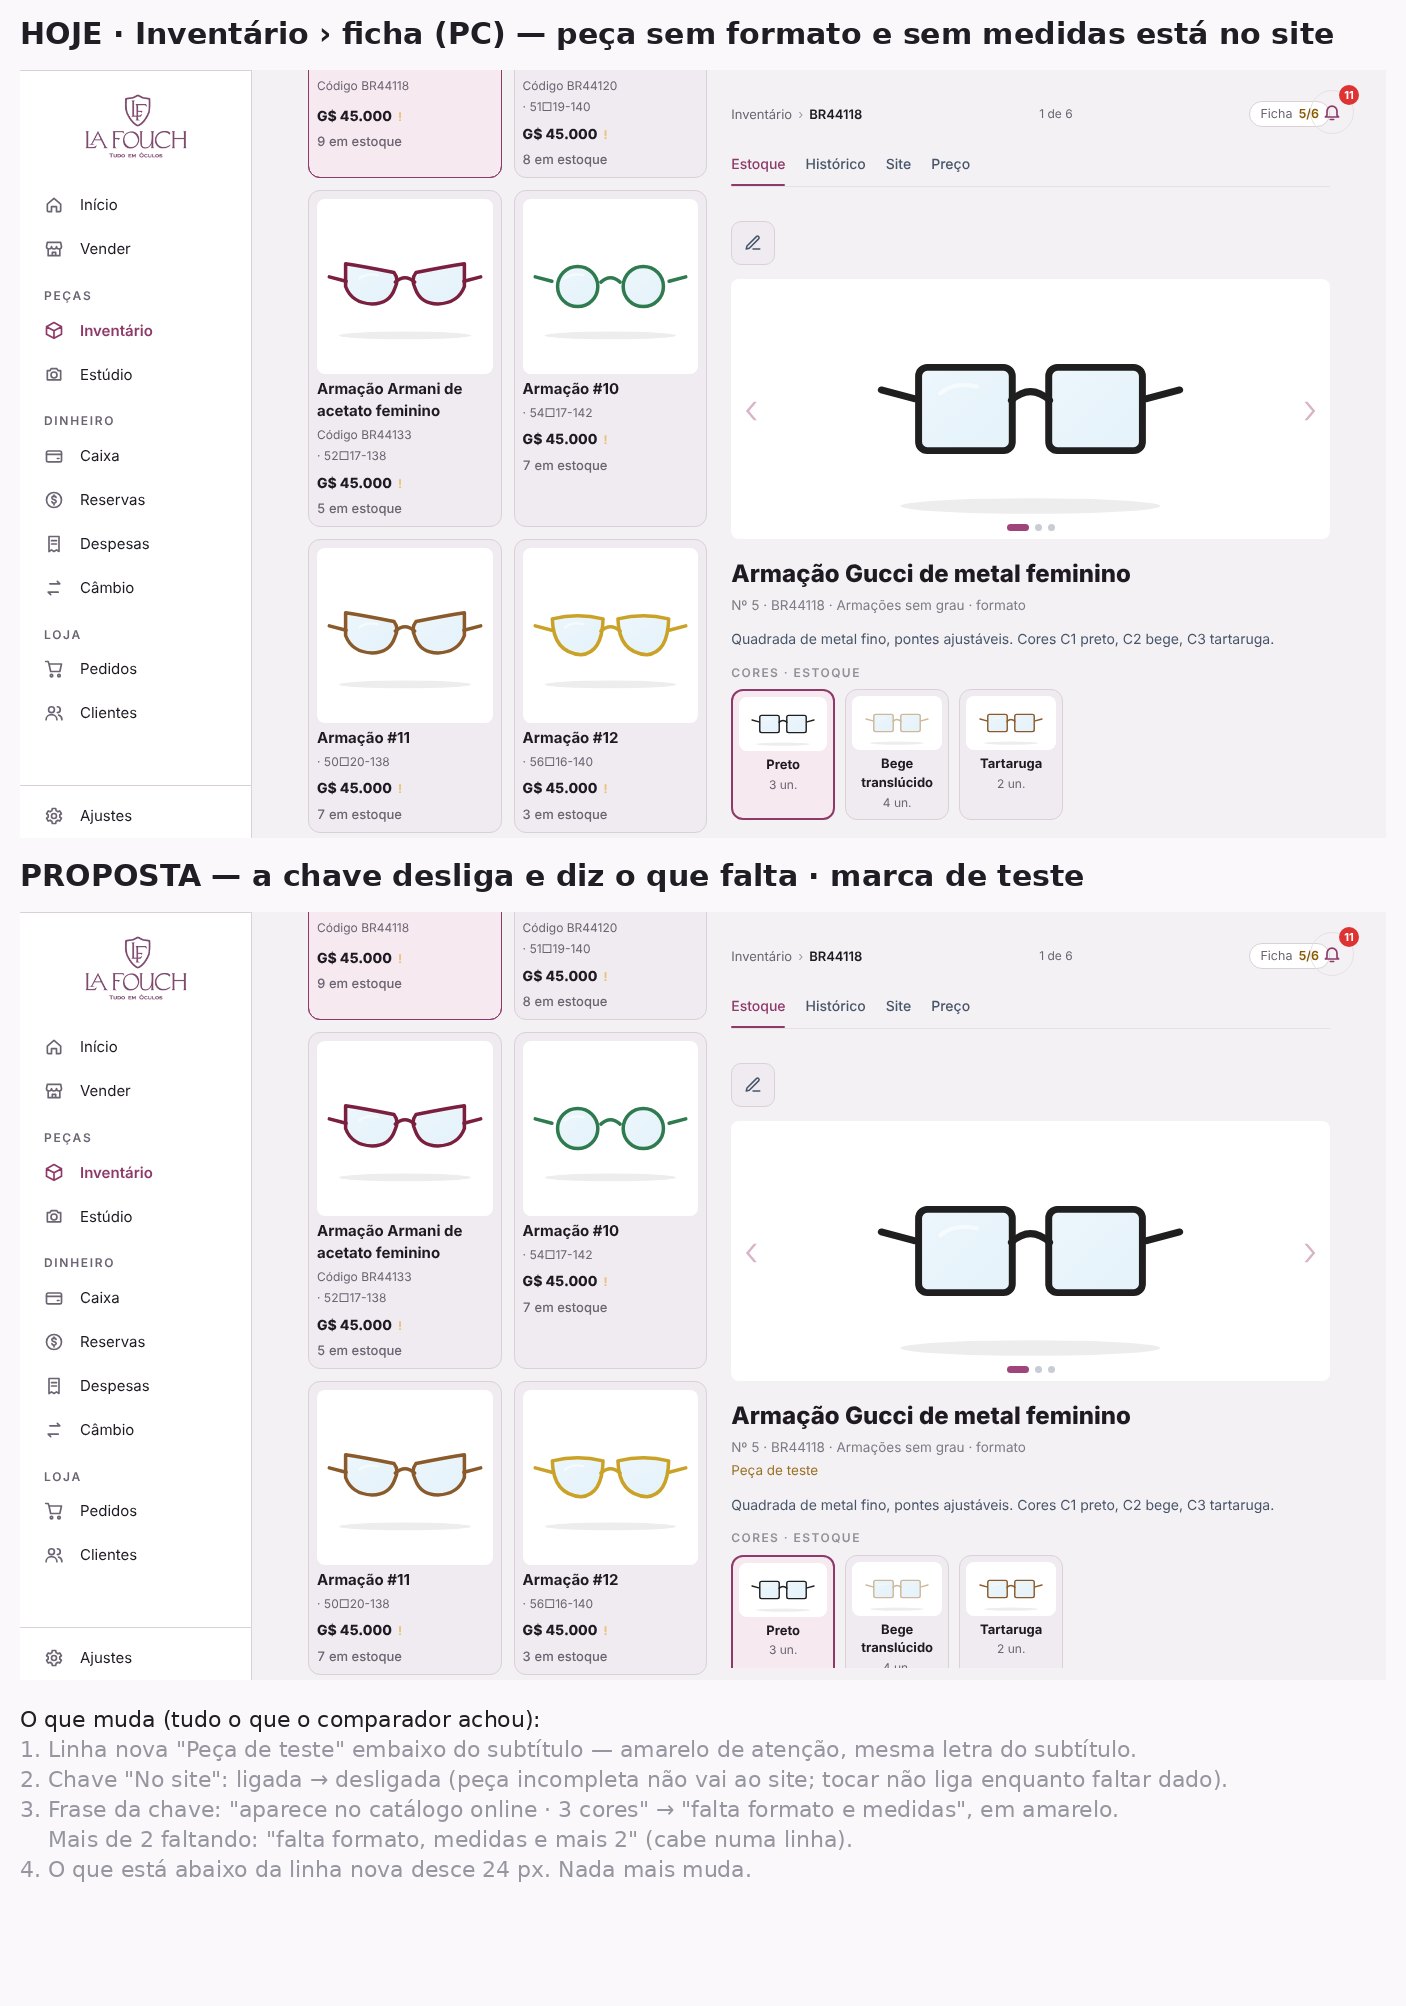 HOJE · Inventário › ficha (PC) — peça sem formato e sem medidas está no site
LF
LA FOUCH
TUDO EM ÓCULOS
Início
Vender
PEÇAS
Inventário
Estúdio
DINHEIRO
Caixa
Reservas
Despesas
Câmbio
LOJA
Pedidos
Clientes
Ajustes
Código BR44118
G$ 45.000 !
9 em estoque
Código BR44120
· 51□19-140
G$ 45.000 !
8 em estoque
Armação Armani de
acetato feminino
Código BR44133
· 52□17-138
G$ 45.000 !
5 em estoque
Armação #10
· 54□17-142
G$ 45.000 !
7 em estoque
Armação #11
· 50□20-138
G$ 45.000 !
7 em estoque
Armação #12
· 56□16-140
G$ 45.000 !
3 em estoque
Inventário › BR44118
1 de 6
Ficha 5/6
11
Estoque Histórico Site Preço
Armação Gucci de metal feminino
Nº 5 · BR44118 · Armações sem grau · formato
Quadrada de metal fino, pontes ajustáveis. Cores C1 preto, C2 bege, C3 tartaruga.
CORES · ESTOQUE
Preto
3 un.
Bege
translúcido
4 un.
Tartaruga
2 un.
PROPOSTA — a chave desliga e diz o que falta · marca de teste
LF
LA FOUCH
TUDO EM ÓCULOS
Início
Vender
PEÇAS
Inventário
Estúdio
DINHEIRO
Caixa
Reservas
Despesas
Câmbio
LOJA
Pedidos
Clientes
Ajustes
Código BR44118
G$ 45.000 !
9 em estoque
Código BR44120
· 51□19-140
G$ 45.000 !
8 em estoque
Armação Armani de
acetato feminino
Código BR44133
· 52□17-138
G$ 45.000 !
5 em estoque
Armação #10
· 54□17-142
G$ 45.000 !
7 em estoque
Armação #11
· 50□20-138
G$ 45.000 !
7 em estoque
Armação #12
· 56□16-140
G$ 45.000 !
3 em estoque
Inventário › BR44118
1 de 6
Ficha 5/6
11
Estoque Histórico Site Preço
Armação Gucci de metal feminino
Nº 5 · BR44118 · Armações sem grau · formato
Peça de teste
Quadrada de metal fino, pontes ajustáveis. Cores C1 preto, C2 bege, C3 tartaruga.
CORES · ESTOQUE
Preto
3 un.
Bege
translúcido
4 un.
Tartaruga
2 un.
O que muda (tudo o que o comparador achou):
1. Linha nova "Peça de teste" embaixo do subtítulo — amarelo de atenção, mesma letra do subtítulo.
2. Chave "No site": ligada → desligada (peça incompleta não vai ao site; tocar não liga enquanto faltar dado).
3. Frase da chave: "aparece no catálogo online · 3 cores" → "falta formato e medidas", em amarelo.
Mais de 2 faltando: "falta formato, medidas e mais 2" (cabe numa linha).
4. O que está abaixo da linha nova desce 24 px. Nada mais muda.